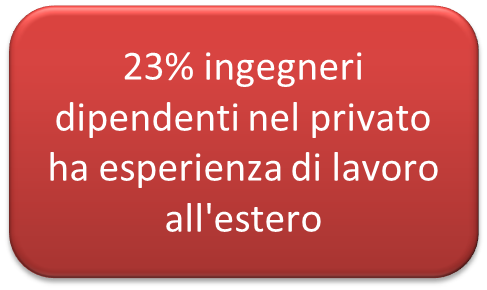 23% ingegneri
dipendenti nel privato
ha esperienza di lavoro
all'estero